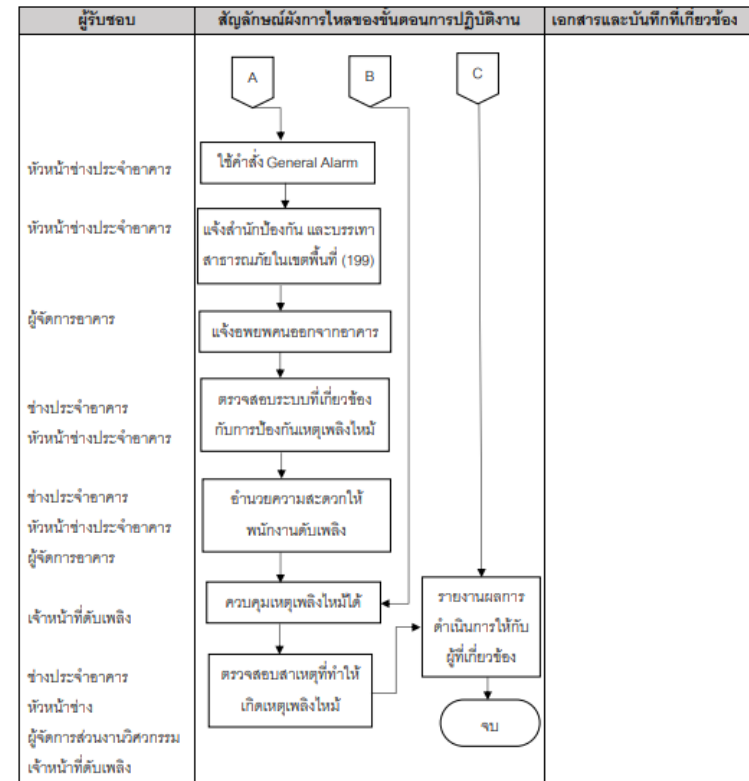 ผู้รับชอบ
สัญลักษณ์ผังการไหลของขั้นตอนการปฏิบัติงาน
เอกสารและบันทึกที่เกี่ยวข้อง
A
B
C
หัวหน้าช่างประจำอาคาร
ใช้คำสั่ง General Alarm
หัวหน้าช่างประจำอาคาร
แจ้งสำนักป้องกัน และบรรเทา
สาธารณภัยในเขตพื้นที่ (199)
ผู้จัดการอาคาร
แจ้งอพยพคนออกจากอาคาร
ช่างประจำอาคาร
หัวหน้าช่างประจำอาคาร
ตรวจสอบระบบที่เกี่ยวข้อง
กับการป้องกันเหตุเพลิงไหม้
ช่างประจำอาคาร
หัวหน้าช่างประจำอาคาร
ผู้จัดการอาคาร
อำนวยความสะดวกให้
พนักงานดับเพลิง
เจ้าหน้าที่ดับเพลิง
ควบคุมเหตุเพลิงไหม้ได้
รายงานผลการ
ดำเนินการให้กับ
ผู้ที่เกี่ยวข้อง
ช่างประจำอาคาร
หัวหน้าช่าง
ผู้จัดการส่วนงานวิศวกรรม
เจ้าหน้าที่ดับเพลิง
ตรวจสอบสาเหตุที่ทำให้
เกิดเหตุเพลิงไหม้
จบ